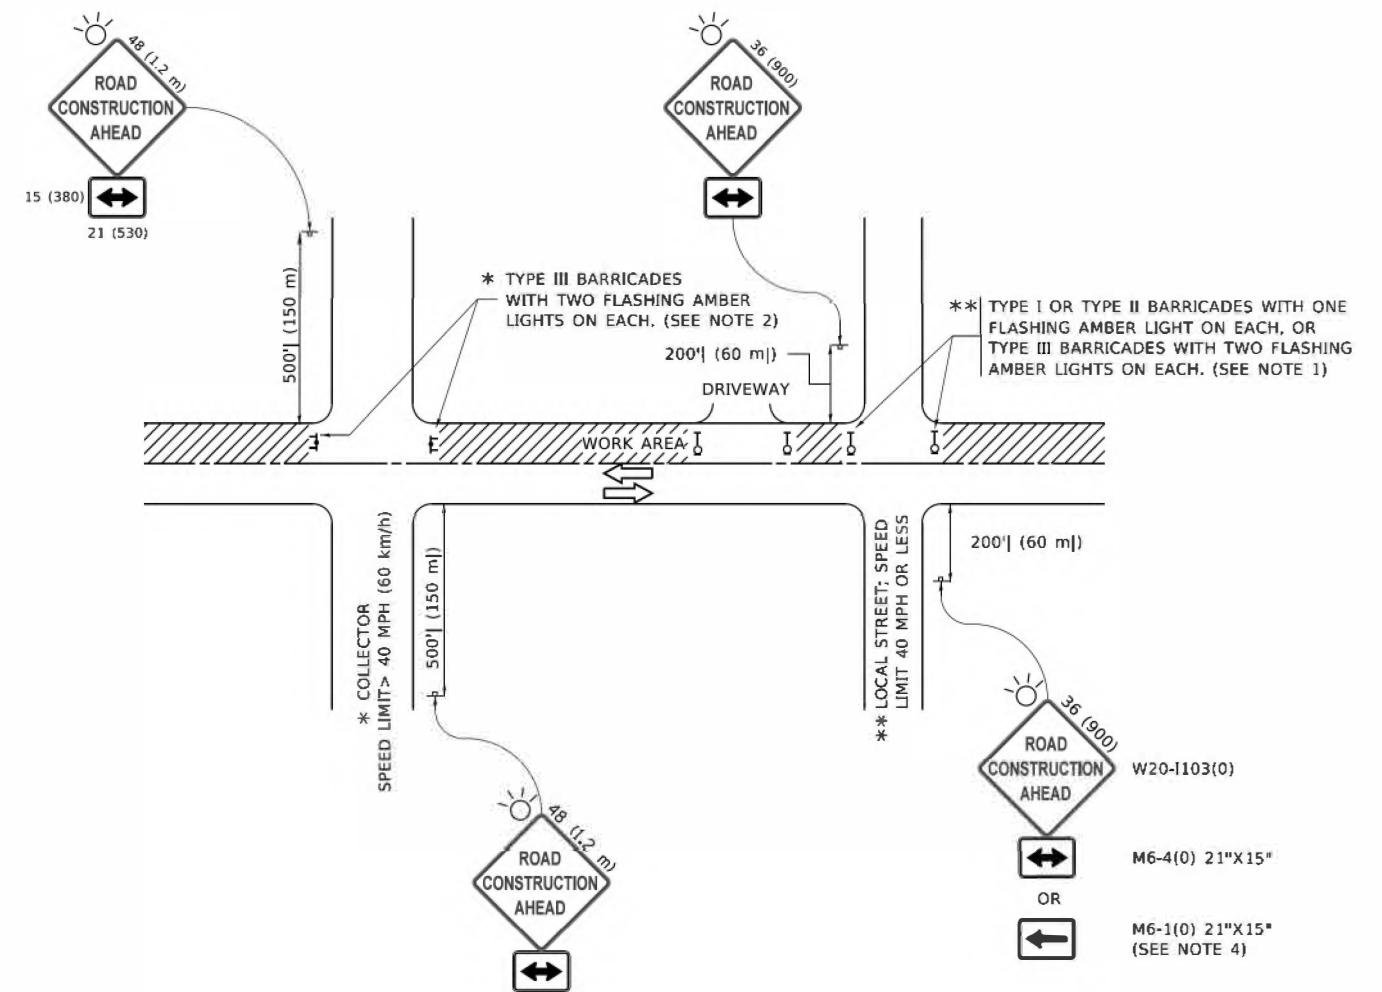 48 (1.2 m)
ROAD
CONSTRUCTION
AHEAD
15 (380)
21 (530)
36 (900)
ROAD
CONSTRUCTION
AHEAD
500'| (150 m)
* TYPE III BARRICADES
WITH TWO FLASHING AMBER
LIGHTS ON EACH. (SEE NOTE 2)
200'| (60 m|)
DRIVEWAY
** TYPE I OR TYPE II BARRICADES WITH ONE
FLASHING AMBER LIGHT ON EACH, OR
TYPE III BARRICADES WITH TWO FLASHING
AMBER LIGHTS ON EACH. (SEE NOTE 1)
WORK AREA
* COLLECTOR
SPEED LIMIT> 40 MPH (60 km/h)
500'| (150 m|)
** LOCAL STREET; SPEED
LIMIT 40 MPH OR LESS
200'| (60 m|)
48 (1.2 m)
ROAD
CONSTRUCTION
AHEAD
36 (900)
ROAD
CONSTRUCTION
AHEAD
W20-I103(0)
M6-4(0) 21"X15"
OR
M6-1(0) 21"X15"
(SEE NOTE 4)